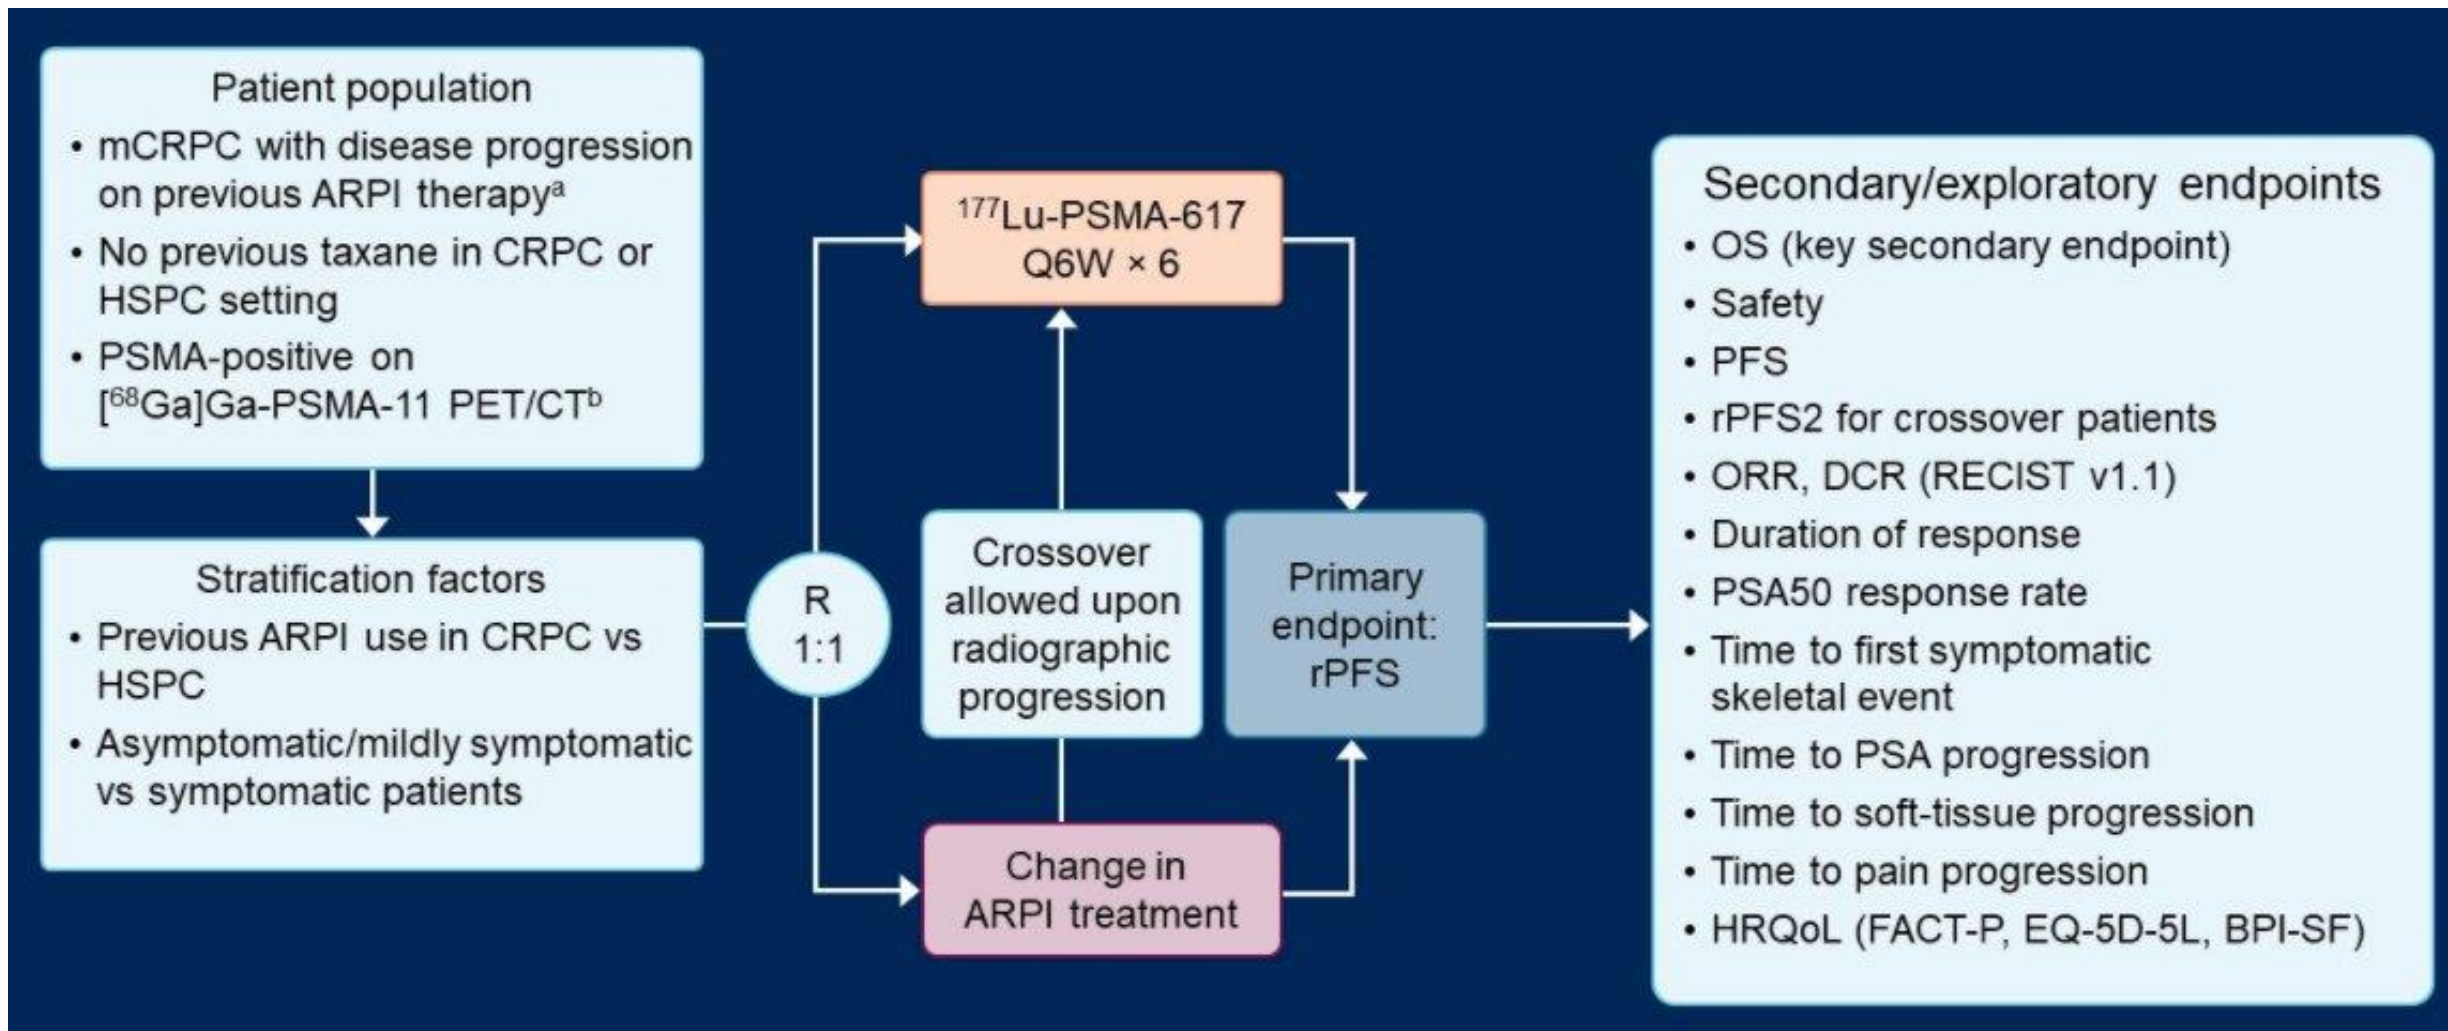 Patient population
• mCRPC with disease progression
on previous ARPI therapyᵃ
• No previous taxane in CRPC or
HSPC setting
• PSMA-positive on
[⁶⁸Ga]Ga-PSMA-11 PET/CTᵇ
Stratification factors
• Previous ARPI use in CRPC vs
HSPC
• Asymptomatic/mildly symptomatic
vs symptomatic patients
R
1:1
¹⁷⁷Lu-PSMA-617
Q6W × 6
Crossover
allowed upon
radiographic
progression
Change in
ARPI treatment
Primary
endpoint:
rPFS
Secondary/exploratory endpoints
• OS (key secondary endpoint)
• Safety
• PFS
• rPFS2 for crossover patients
• ORR, DCR (RECIST v1.1)
• Duration of response
• PSA50 response rate
• Time to first symptomatic
skeletal event
• Time to PSA progression
• Time to soft-tissue progression
• Time to pain progression
• HRQoL (FACT-P, EQ-5D-5L, BPI-SF)